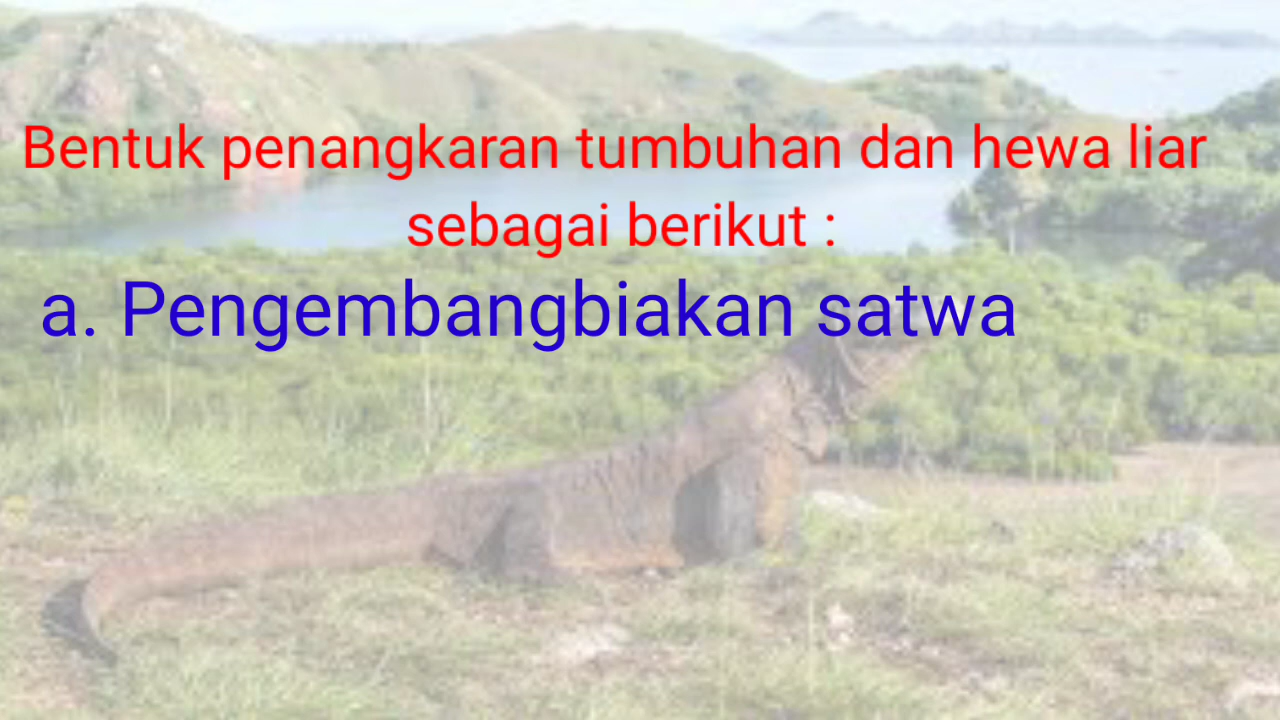 Bentuk penangkaran tumbuhan dan hewa liar
sebagai berikut :
a. Pengembangbiakan satwa